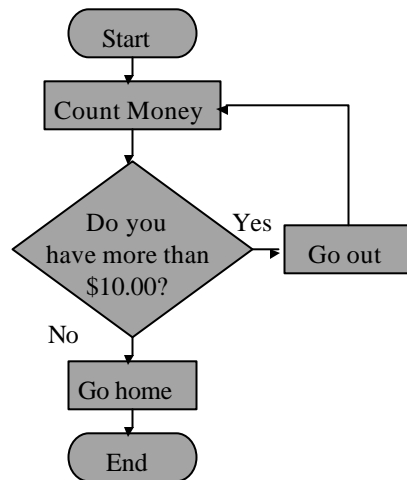 Start
Count Money
Do you
have more than
$10.00?
Yes
Go out
No
Go home
End